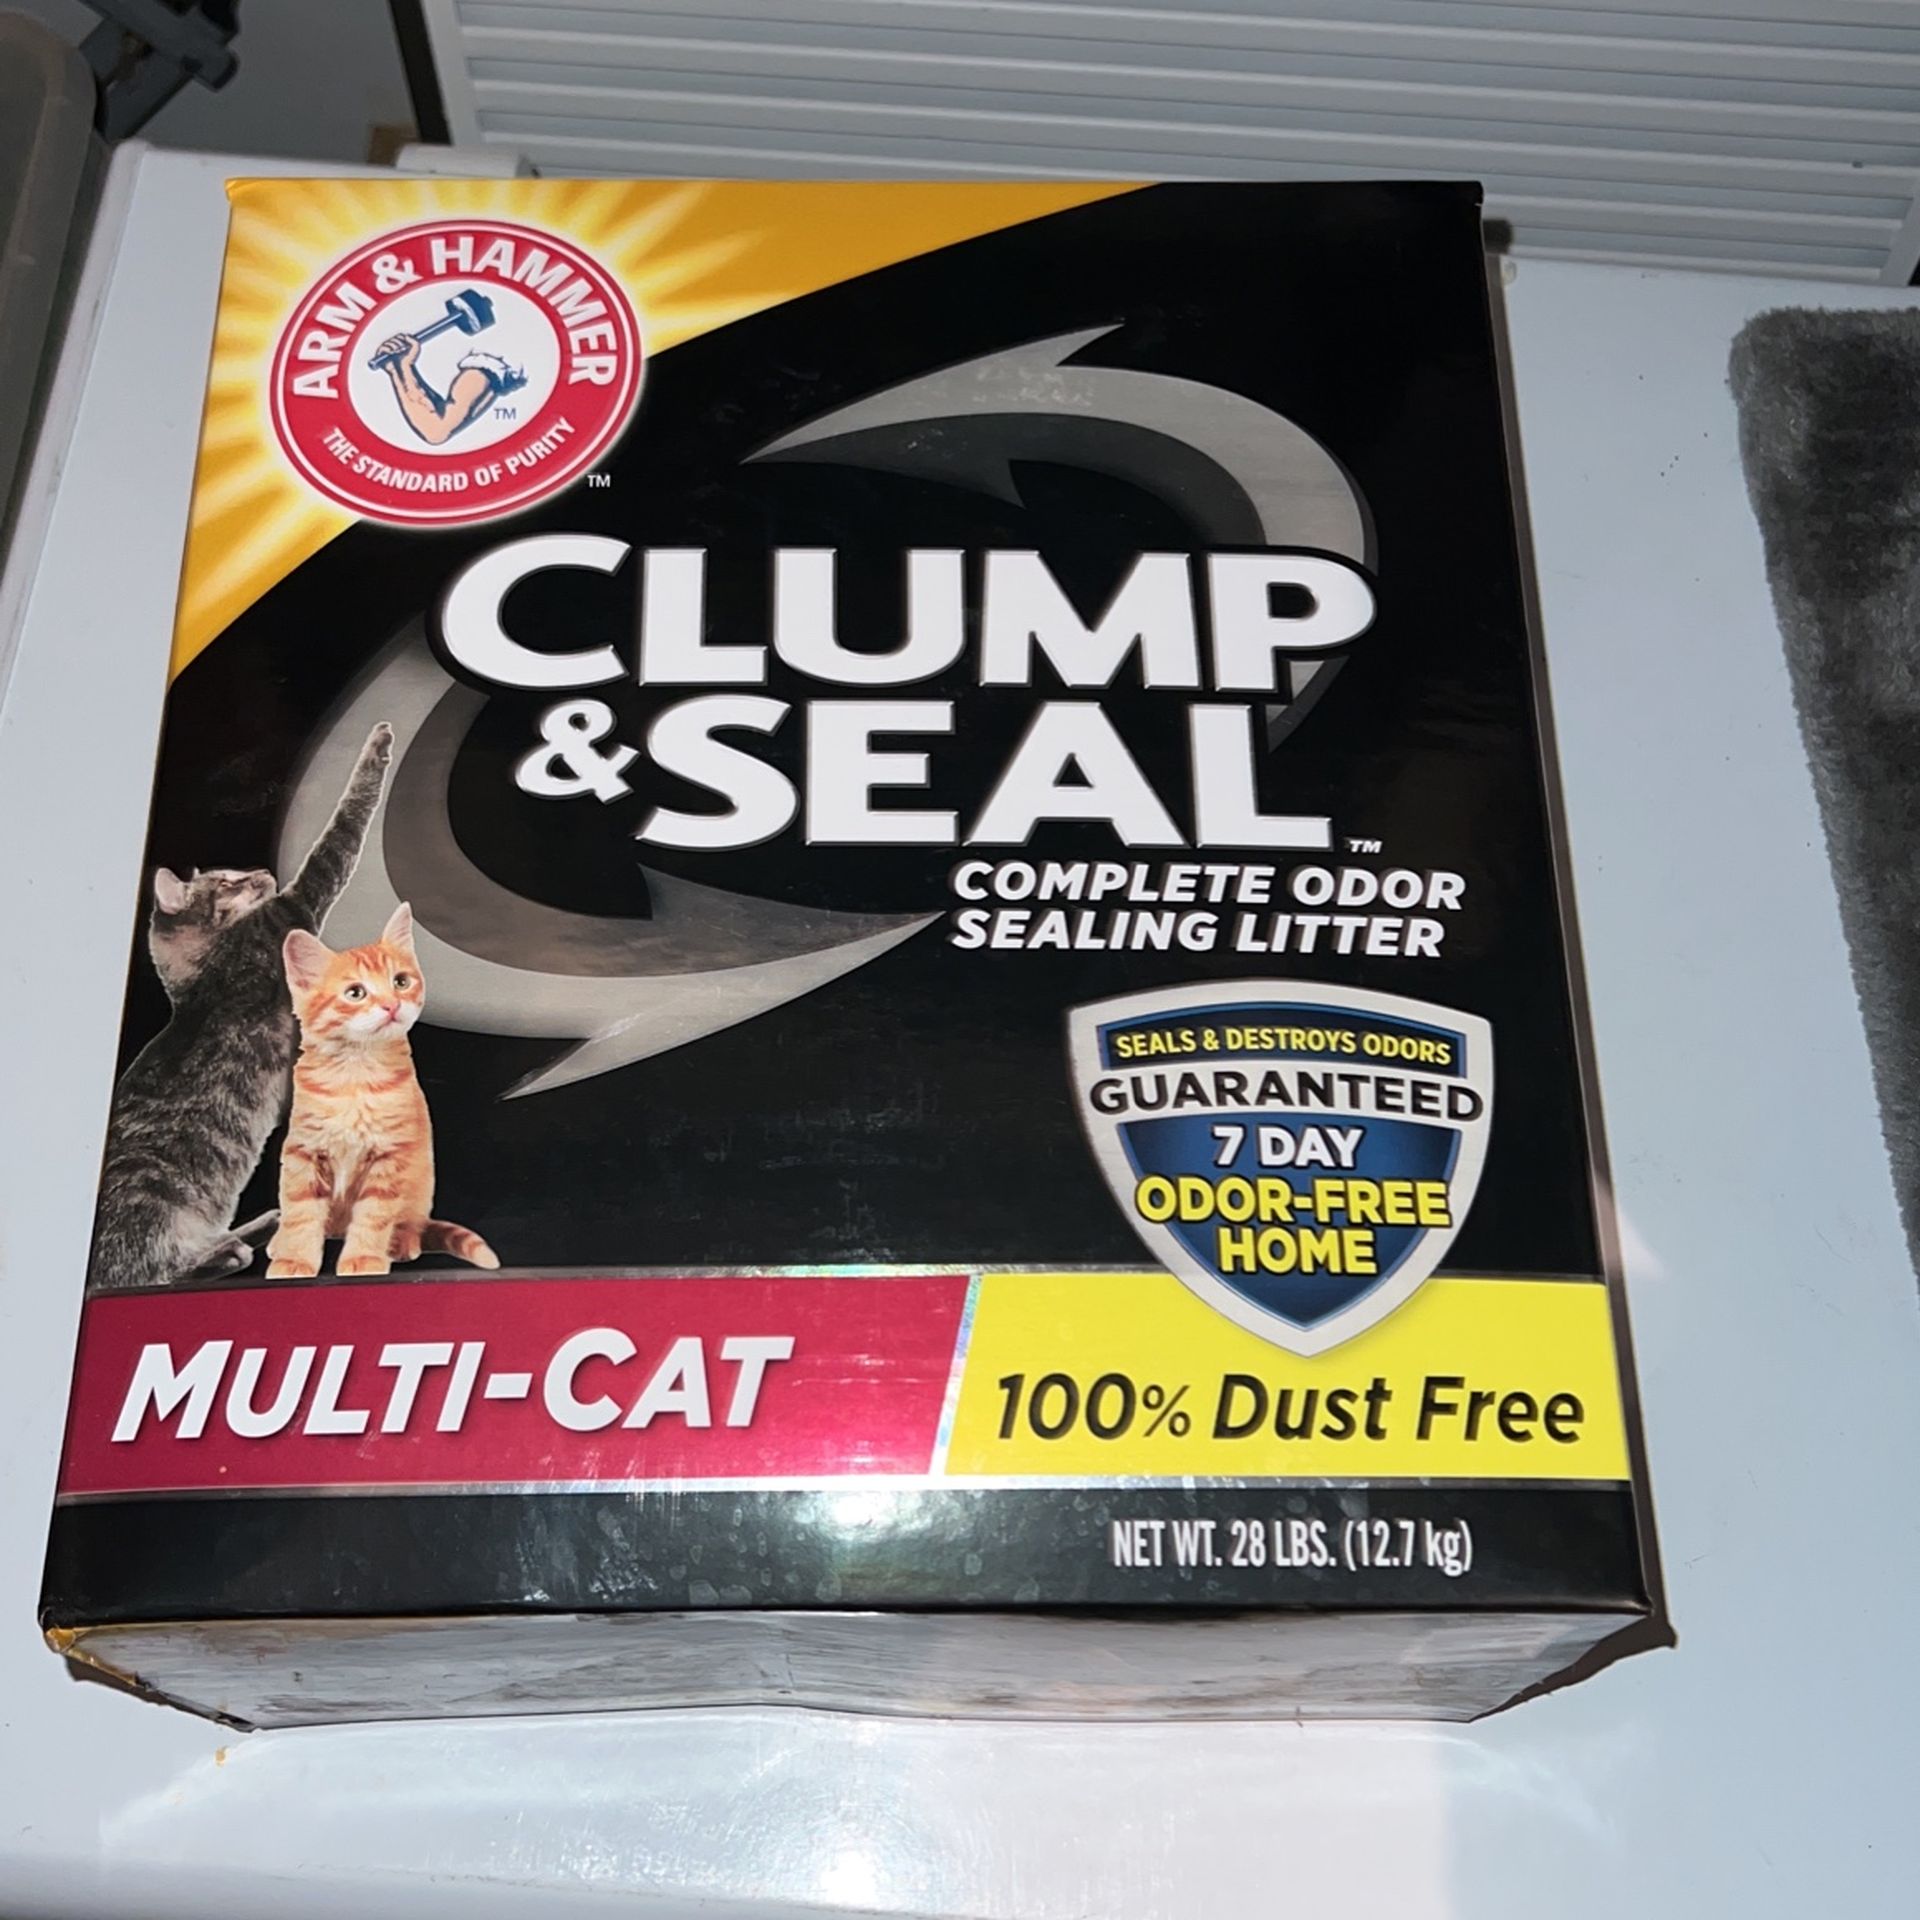 ARM & HAMMER
THE STANDARD OF PURITY
TM
TM
CLUMP
& SEAL TM
COMPLETE ODOR
SEALING LITTER
SEALS & DESTROYS ODORS
GUARANTEED
7 DAY
ODOR-FREE
HOME
MULTI-CAT
100% Dust Free
NET WT. 28 LBS. (12.7 kg)